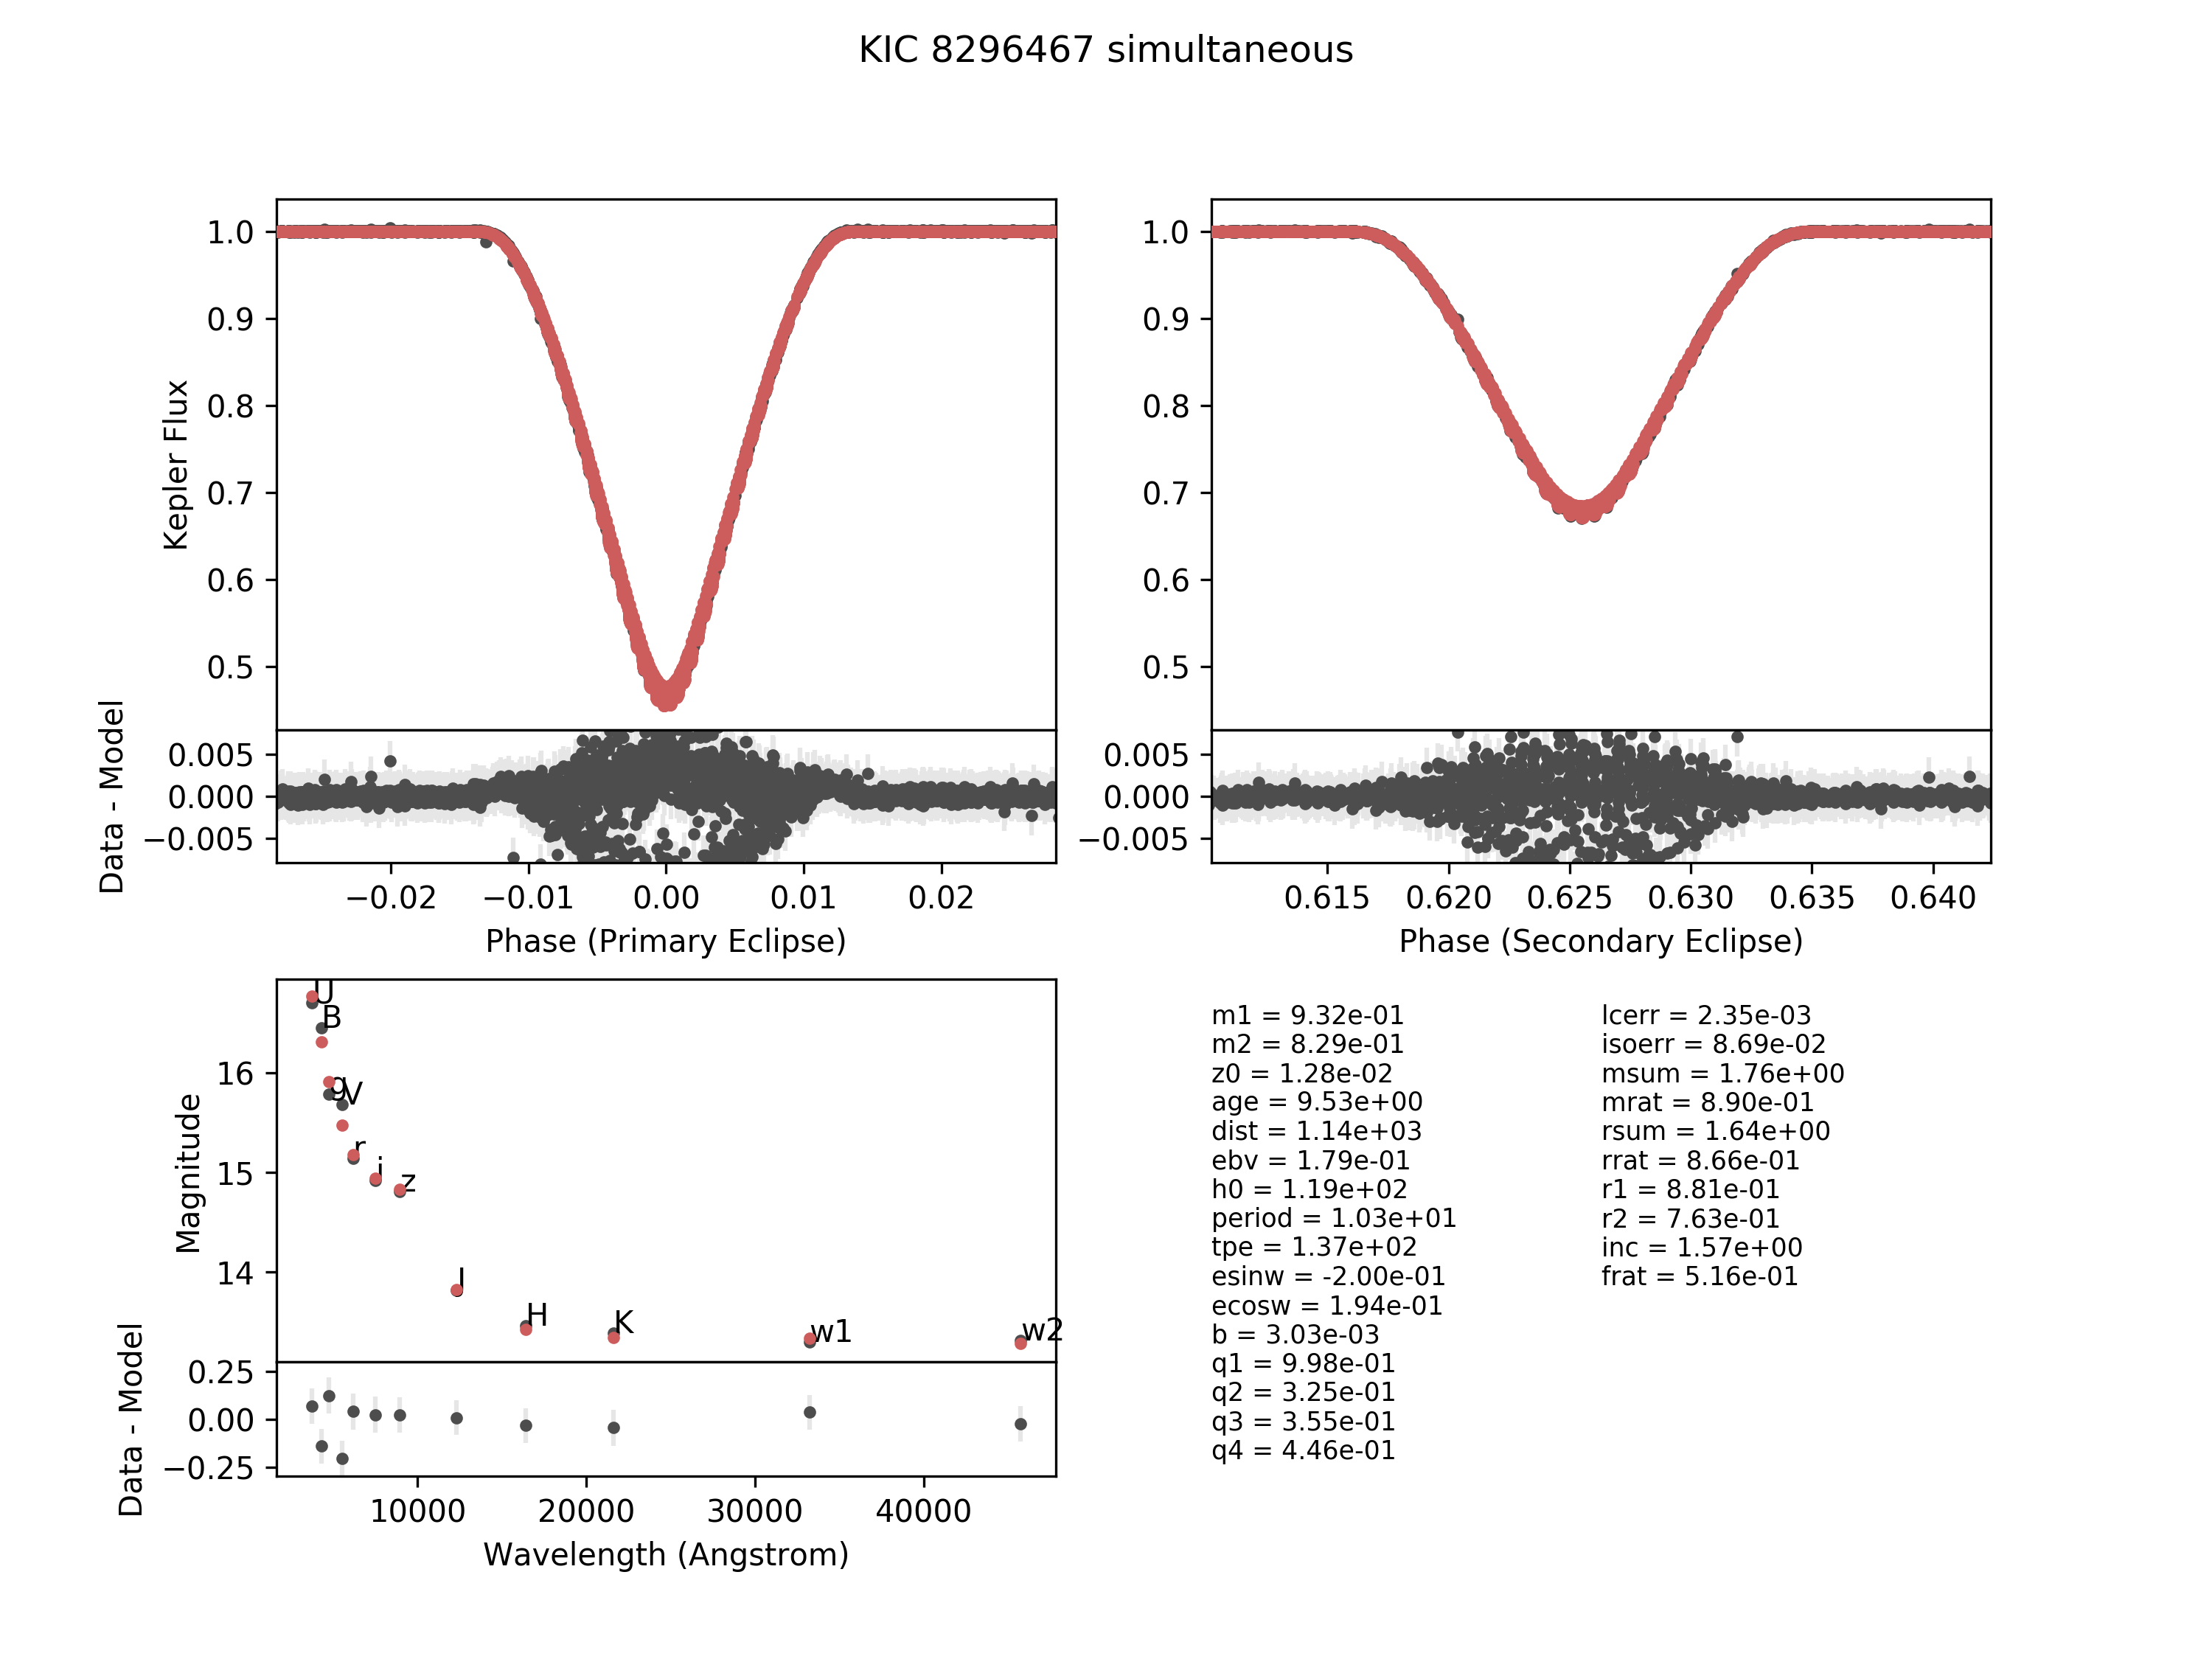 KIC 8296467 simultaneous
Kepler Flux
1.0
0.9
0.8
0.7
0.6
0.5
1.0
0.9
0.8
0.7
0.6
0.5
Data - Model
0.005
0.000
−0.005
0.005
0.000
−0.005
−0.02 −0.01 0.00 0.01 0.02
0.615 0.620 0.625 0.630 0.635 0.640
Phase (Primary Eclipse)
Phase (Secondary Eclipse)
Magnitude
16
15
14
U
B
g
V
r
i
z
J
H
K
w1
w2
Data - Model
0.25
0.00
−0.25
10000 20000 30000 40000
Wavelength (Angstrom)
m1 = 9.32e-01
m2 = 8.29e-01
z0 = 1.28e-02
age = 9.53e+00
dist = 1.14e+03
ebv = 1.79e-01
h0 = 1.19e+02
period = 1.03e+01
tpe = 1.37e+02
esinw = -2.00e-01
ecosw = 1.94e-01
b = 3.03e-03
q1 = 9.98e-01
q2 = 3.25e-01
q3 = 3.55e-01
q4 = 4.46e-01
lcerr = 2.35e-03
isoerr = 8.69e-02
msum = 1.76e+00
mrat = 8.90e-01
rsum = 1.64e+00
rrat = 8.66e-01
r1 = 8.81e-01
r2 = 7.63e-01
inc = 1.57e+00
frat = 5.16e-01